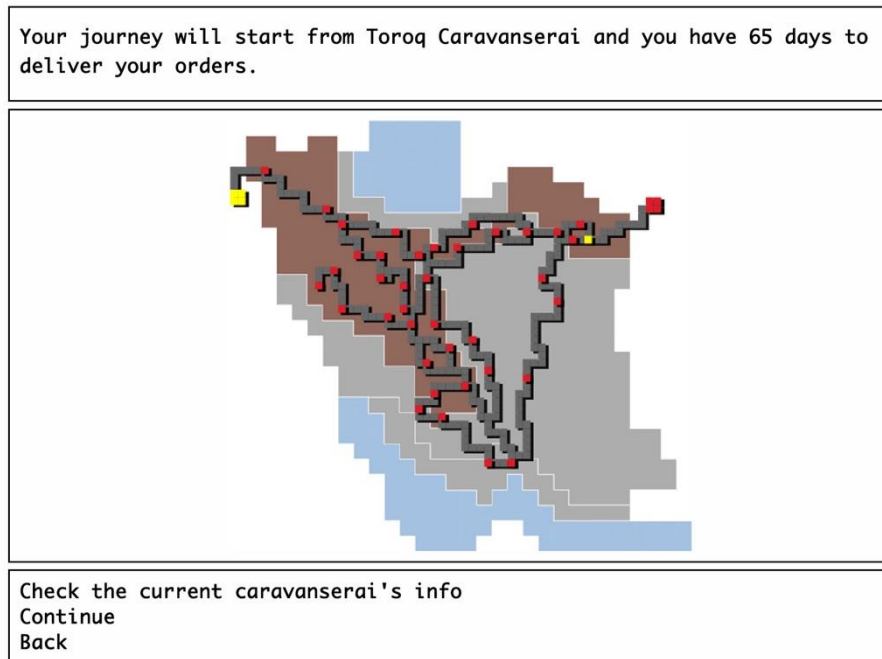 Your journey will start from Toroq Caravanserai and you have 65 days to
deliver your orders.
Check the current caravanserai's info
Continue
Back